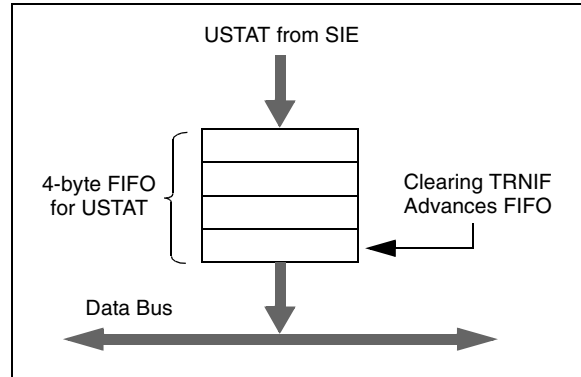 USTAT from SIE
4-byte FIFO
for USTAT
Clearing TRNIF
Advances FIFO
Data Bus